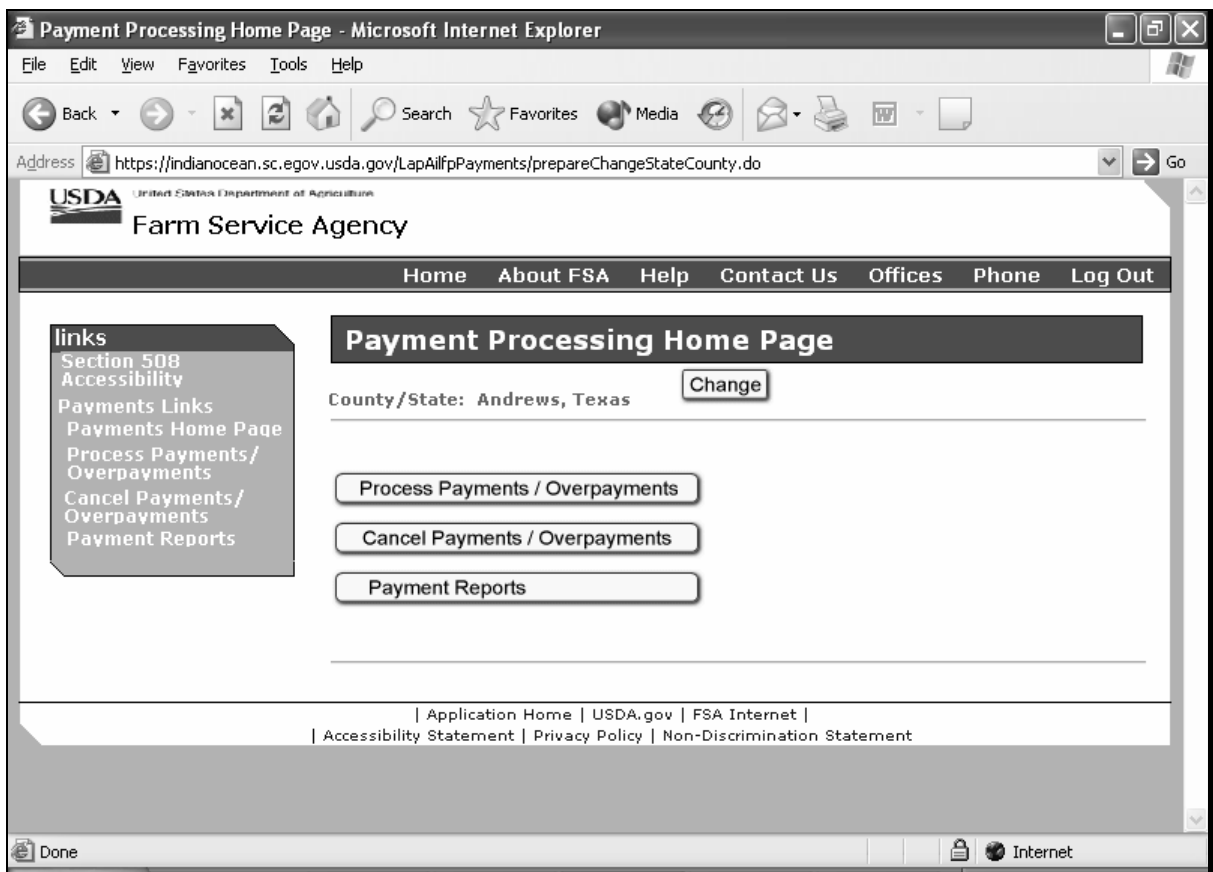 Payment Processing Home Page - Microsoft Internet Explorer
File Edit View Favorites Tools Help
Back Search Favorites Media
Address https://indianocean.sc.egov.usda.gov/LapAilfpPayments/prepareChangeStateCounty.do Go
USDA United States Department of Agriculture
Farm Service Agency
Home About FSA Help Contact Us Offices Phone Log Out
links
Section 508
Accessibility
Payments Links
Payments Home Page
Process Payments/
Overpayments
Cancel Payments/
Overpayments
Payment Reports
Payment Processing Home Page
Change
County/State: Andrews, Texas
Process Payments / Overpayments
Cancel Payments / Overpayments
Payment Reports
| Application Home | USDA.gov | FSA Internet |
| Accessibility Statement | Privacy Policy | Non-Discrimination Statement
Done Internet